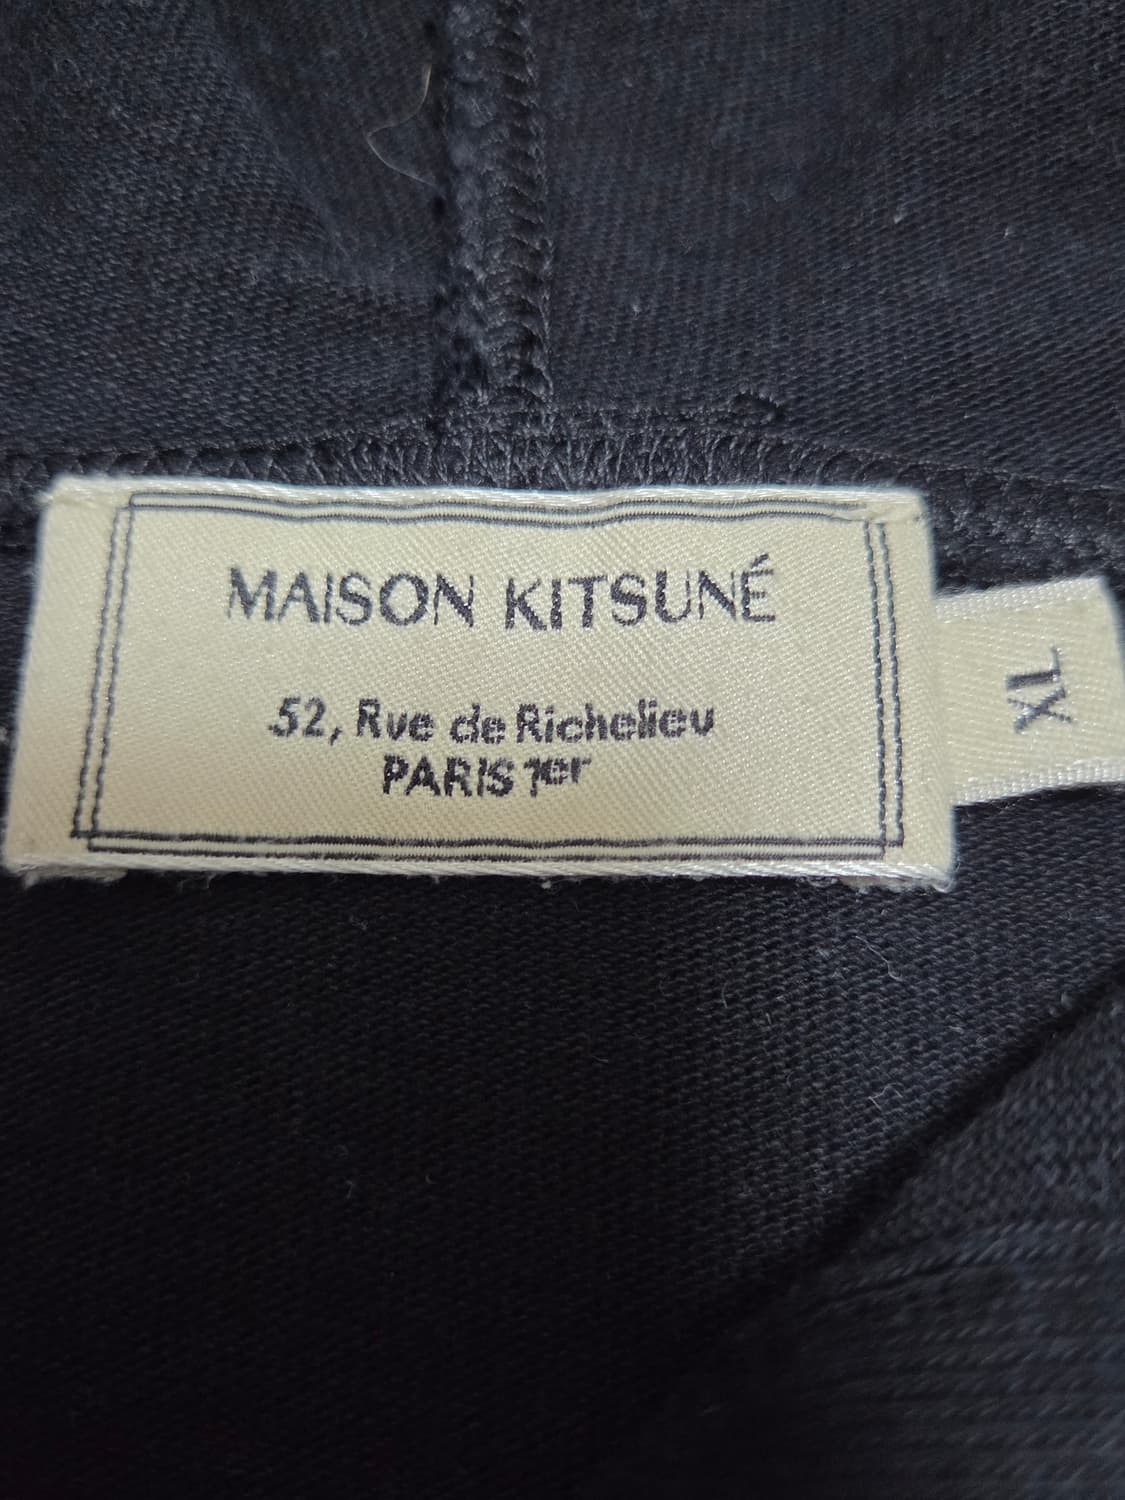 MAISON KITSUNÉ
52, Rue de Richelieu
PARIS 1er
XL